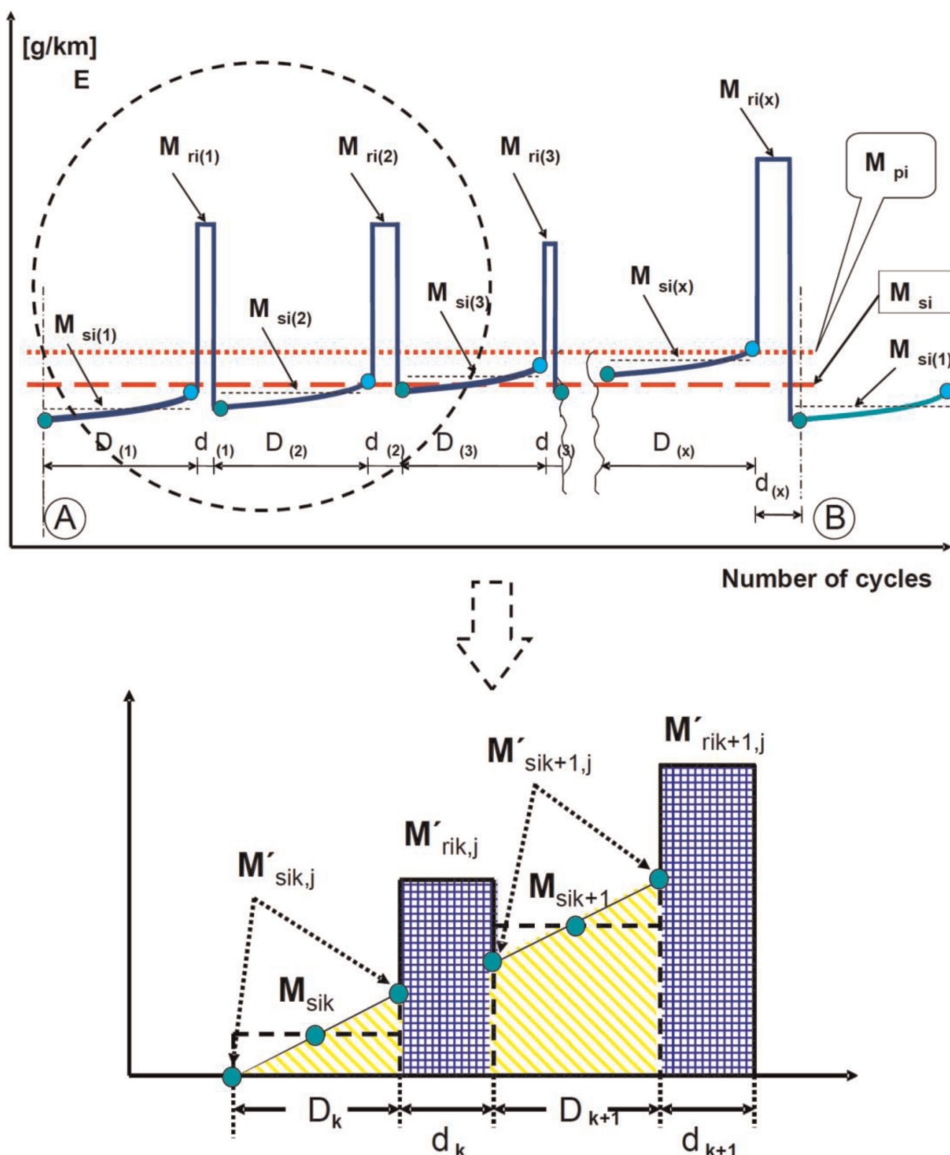 [g/km]
E
M ri(1)
M ri(2)
M ri(3)
M ri(x)
M pi
M si(1)
M si(2)
M si(3)
M si(x)
M si
M si(1)
D (1)
d (1)
D (2)
d (2)
D (3)
d (3)
D (x)
d (x)
A
B
Number of cycles
M´ sik,j
M´ rik,j
M´ sik+1,j
M´ rik+1,j
M sik
M sik+1
D k
d k
D k+1
d k+1